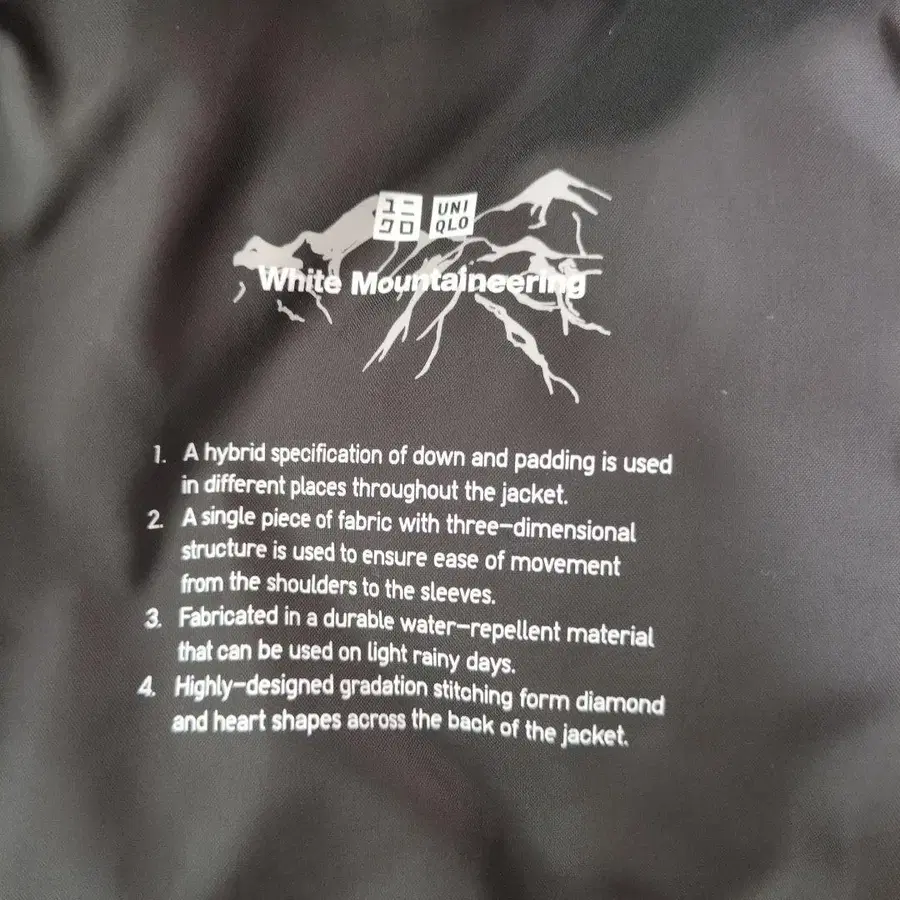 ユニ UNI
クロ QLO
White Mountaineering
1. A hybrid specification of down and padding is used
in different places throughout the jacket.
2. A single piece of fabric with three-dimensional
structure is used to ensure ease of movement
from the shoulders to the sleeves.
3. Fabricated in a durable water-repellent material
that can be used on light rainy days.
4. Highly-designed gradation stitching form diamond
and heart shapes across the back of the jacket.